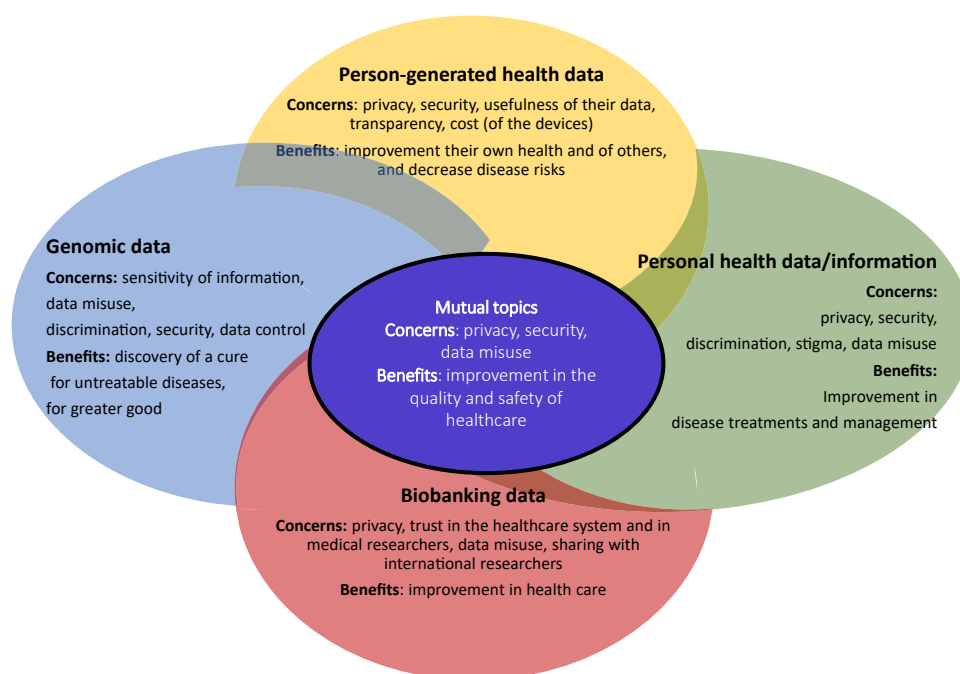 Person-generated health data
Concerns: privacy, security, usefulness of their data,
transparency, cost (of the devices)
Benefits: improvement their own health and of others,
and decrease disease risks
Genomic data
Concerns: sensitivity of information,
data misuse,
discrimination, security, data control
Benefits: discovery of a cure
for untreatable diseases,
for greater good
Mutual topics
Concerns: privacy, security,
data misuse
Benefits: improvement in the
quality and safety of
healthcare
Personal health data/information
Concerns:
privacy, security,
discrimination, stigma, data misuse
Benefits:
Improvement in
disease treatments and management
Biobanking data
Concerns: privacy, trust in the healthcare system and in
medical researchers, data misuse, sharing with
international researchers
Benefits: improvement in health care